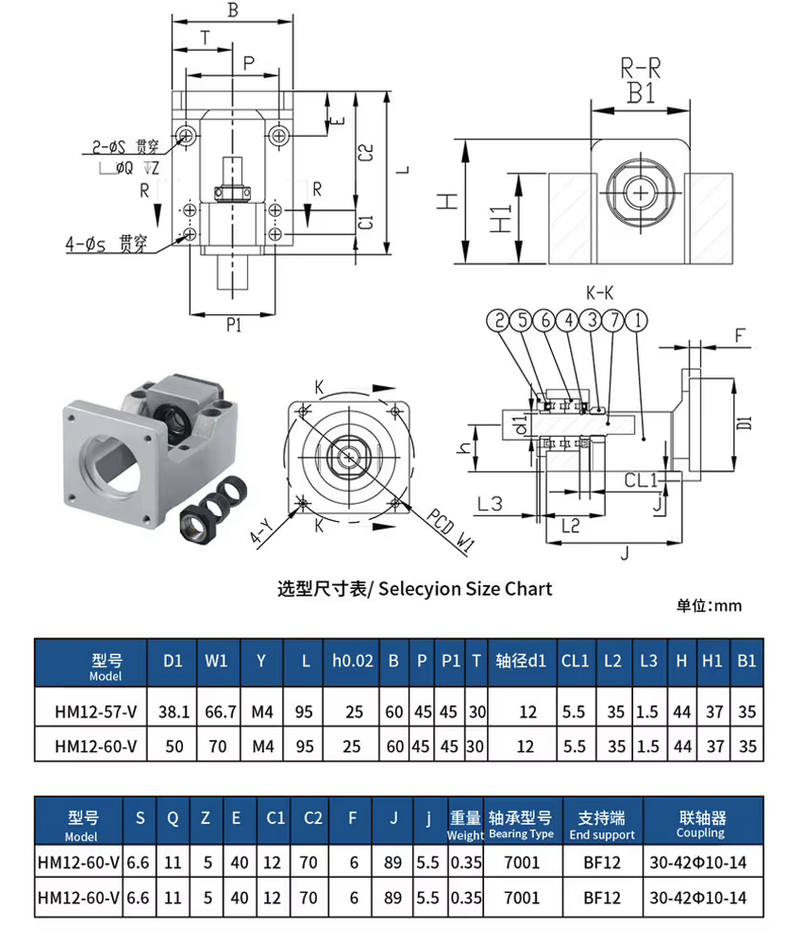 B
T
P
E
C2
L
2-ØS 贯穿
ØQ Z
R R
C1
4-Øs 贯穿
P1
R-R
B1
H
H1
K-K
2 5 6 4 3 7 1
F
D1
d1
h
CL1
j
L3
L2
J
K
K
4-Y
PCD W1
选型尺寸表/ Selecyion Size Chart
单位:mm
型号 D1 W1 Y L h0.02 B P P1 T 轴径d1 CL1 L2 L3 H H1 B1
Model
HM12-57-V 38.1 66.7 M4 95 25 60 45 45 30 12 5.5 35 1.5 44 37 35
HM12-60-V 50 70 M4 95 25 60 45 45 30 12 5.5 35 1.5 44 37 35
型号 S Q Z E C1 C2 F J j 重量 轴承型号 支持端 联轴器
Model Weight Bearing Type End support Coupling
HM12-60-V 6.6 11 5 40 12 70 6 89 5.5 0.35 7001 BF12 30-42Φ10-14
HM12-60-V 6.6 11 5 40 12 70 6 89 5.5 0.35 7001 BF12 30-42Φ10-14